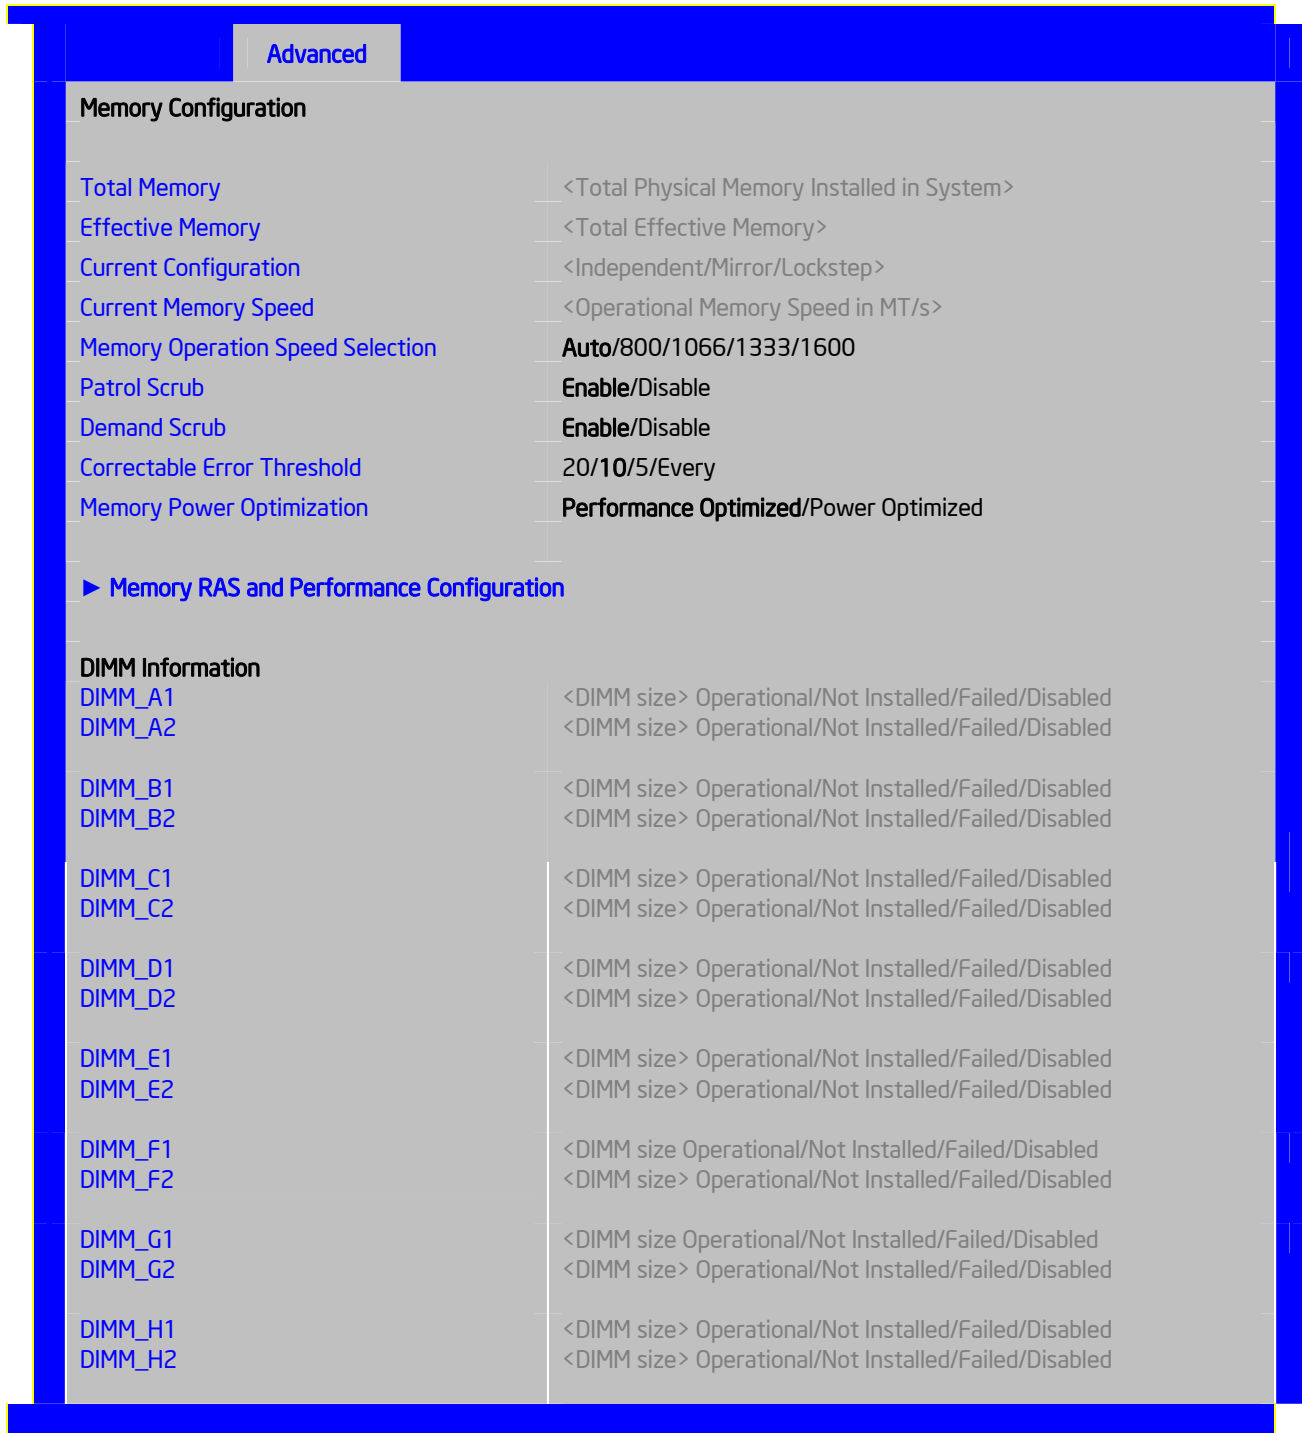 Advanced
Memory Configuration
Total Memory <Total Physical Memory Installed in System>
Effective Memory <Total Effective Memory>
Current Configuration <Independent/Mirror/Lockstep>
Current Memory Speed <Operational Memory Speed in MT/s>
Memory Operation Speed Selection Auto/800/1066/1333/1600
Patrol Scrub Enable/Disable
Demand Scrub Enable/Disable
Correctable Error Threshold 20/10/5/Every
Memory Power Optimization Performance Optimized/Power Optimized
► Memory RAS and Performance Configuration
DIMM Information
DIMM_A1 <DIMM size> Operational/Not Installed/Failed/Disabled
DIMM_A2 <DIMM size> Operational/Not Installed/Failed/Disabled
DIMM_B1 <DIMM size> Operational/Not Installed/Failed/Disabled
DIMM_B2 <DIMM size> Operational/Not Installed/Failed/Disabled
DIMM_C1 <DIMM size> Operational/Not Installed/Failed/Disabled
DIMM_C2 <DIMM size> Operational/Not Installed/Failed/Disabled
DIMM_D1 <DIMM size> Operational/Not Installed/Failed/Disabled
DIMM_D2 <DIMM size> Operational/Not Installed/Failed/Disabled
DIMM_E1 <DIMM size> Operational/Not Installed/Failed/Disabled
DIMM_E2 <DIMM size> Operational/Not Installed/Failed/Disabled
DIMM_F1 <DIMM size Operational/Not Installed/Failed/Disabled
DIMM_F2 <DIMM size> Operational/Not Installed/Failed/Disabled
DIMM_G1 <DIMM size Operational/Not Installed/Failed/Disabled
DIMM_G2 <DIMM size> Operational/Not Installed/Failed/Disabled
DIMM_H1 <DIMM size> Operational/Not Installed/Failed/Disabled
DIMM_H2 <DIMM size> Operational/Not Installed/Failed/Disabled